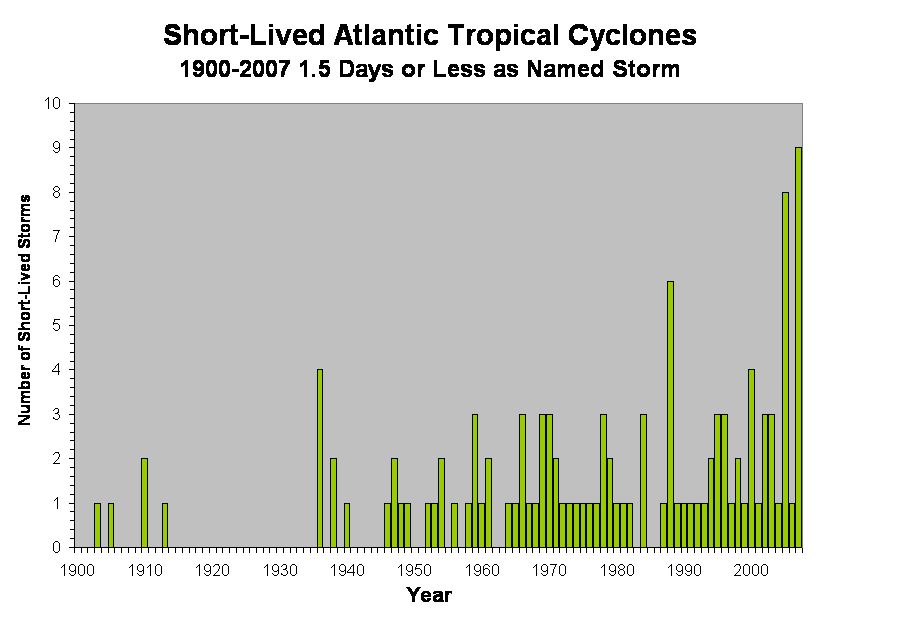 Short-Lived Atlantic Tropical Cyclones
1900-2007 1.5 Days or Less as Named Storm
Number of Short-Lived Storms
10
9
8
7
6
5
4
3
2
1
0
1900 1910 1920 1930 1940 1950 1960 1970 1980 1990 2000
Year